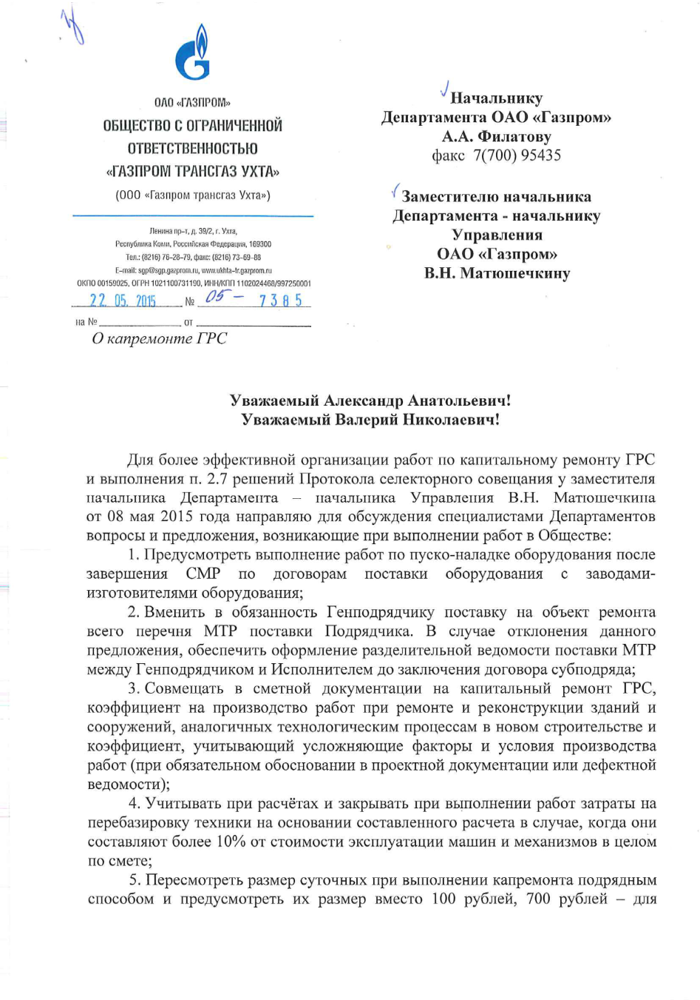 ОАО «ГАЗПРОМ»
ОБЩЕСТВО С ОГРАНИЧЕННОЙ
ОТВЕТСТВЕННОСТЬЮ
«ГАЗПРОМ ТРАНСГАЗ УХТА»
(ООО «Газпром трансгаз Ухта»)
Ленина пр-т, д. 39/2, г. Ухта,
Республика Коми, Российская Федерация, 169300
Тел.: (8216) 76-28-79, факс: (8216) 73-69-88
E-mail: sgp@sgp.gazprom.ru, www.ukhta-tr.gazprom.ru
ОКПО 00159025, ОГРН 1021100731190, ИНН/КПП 1102024468/997250001
22. 05. 2015 № 05- 7385
на № от
О капремонте ГРС
Начальнику
Департамента ОАО «Газпром»
А.А. Филатову
факс 7(700) 95435
Заместителю начальника
Департамента - начальнику
Управления
ОАО «Газпром»
В.Н. Матюшечкину
Уважаемый Александр Анатольевич!
Уважаемый Валерий Николаевич!
Для более эффективной организации работ по капитальному ремонту ГРС
и выполнения п. 2.7 решений Протокола селекторного совещания у заместителя
начальника Департамента – начальника Управления В.Н. Матюшечкина
от 08 мая 2015 года направляю для обсуждения специалистами Департаментов
вопросы и предложения, возникающие при выполнении работ в Обществе:
1. Предусмотреть выполнение работ по пуско-наладке оборудования после
завершения СМР по договорам поставки оборудования с заводами-
изготовителями оборудования;
2. Вменить в обязанность Генподрядчику поставку на объект ремонта
всего перечня МТР поставки Подрядчика. В случае отклонения данного
предложения, обеспечить оформление разделительной ведомости поставки МТР
между Генподрядчиком и Исполнителем до заключения договора субподряда;
3. Совмещать в сметной документации на капитальный ремонт ГРС,
коэффициент на производство работ при ремонте и реконструкции зданий и
сооружений, аналогичных технологическим процессам в новом строительстве и
коэффициент, учитывающий усложняющие факторы и условия производства
работ (при обязательном обосновании в проектной документации или дефектной
ведомости);
4. Учитывать при расчётах и закрывать при выполнении работ затраты на
перебазировку техники на основании составленного расчета в случае, когда они
составляют более 10% от стоимости эксплуатации машин и механизмов в целом
по смете;
5. Пересмотреть размер суточных при выполнении капремонта подрядным
способом и предусмотреть их размер вместо 100 рублей, 700 рублей – для